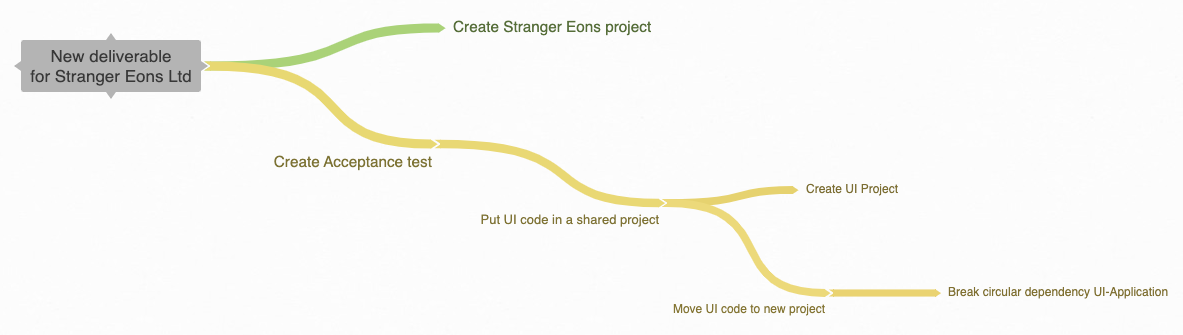 New deliverable
for Stranger Eons Ltd
Create Stranger Eons project
Create Acceptance test
Put UI code in a shared project
Create UI Project
Move UI code to new project
Break circular dependency UI-Application